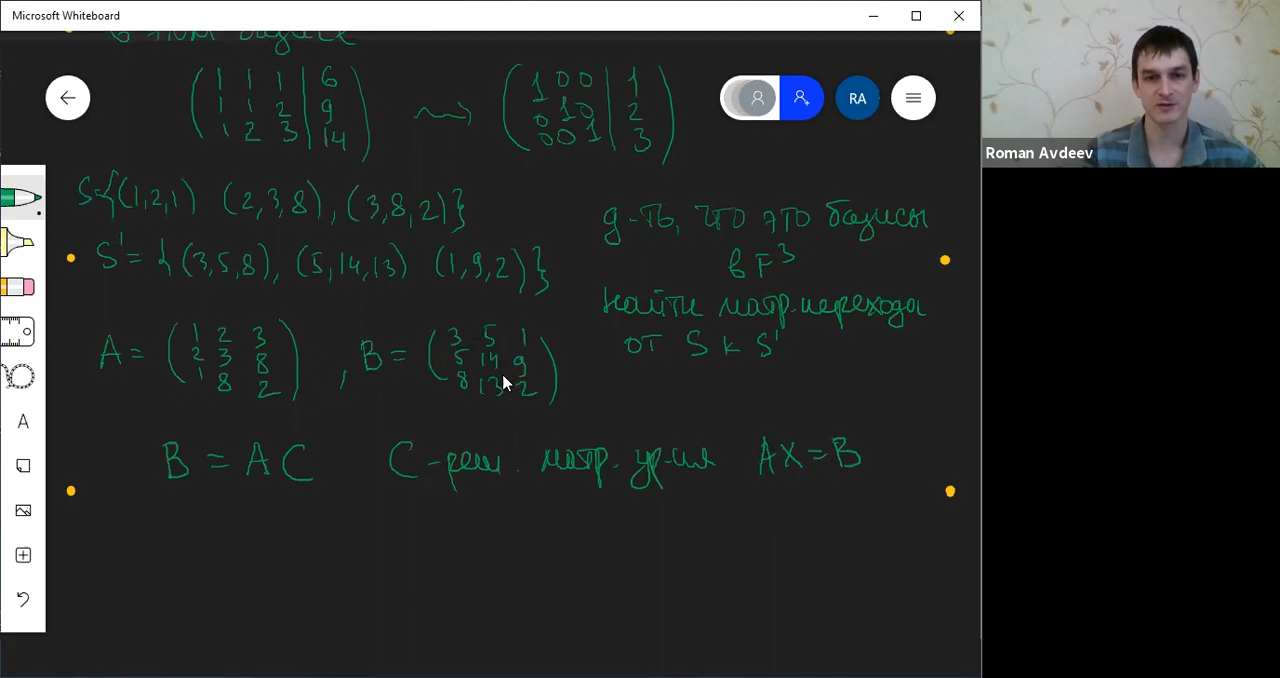 Microsoft Whiteboard
в этом базисе
RA
Roman Avdeev
1 1 1 | 6
1 1 2 | 9
1 2 3 | 14
1 0 0 | 1
0 1 0 | 2
0 0 1 | 3
S={(1,2,1) (2,3,8), (3,8,2)}
S' = {(3,5,8), (5,14,13) (1,9,2)}
д-ть, что это базисы
в F^3
Найти матр. перехода
от S к S'
A = (1 2 3
2 3 8
1 8 2)
, B = (3 5 1
5 14 9
8 13 2)
B = AC C -реш. матр. ур-ия AX=B
A